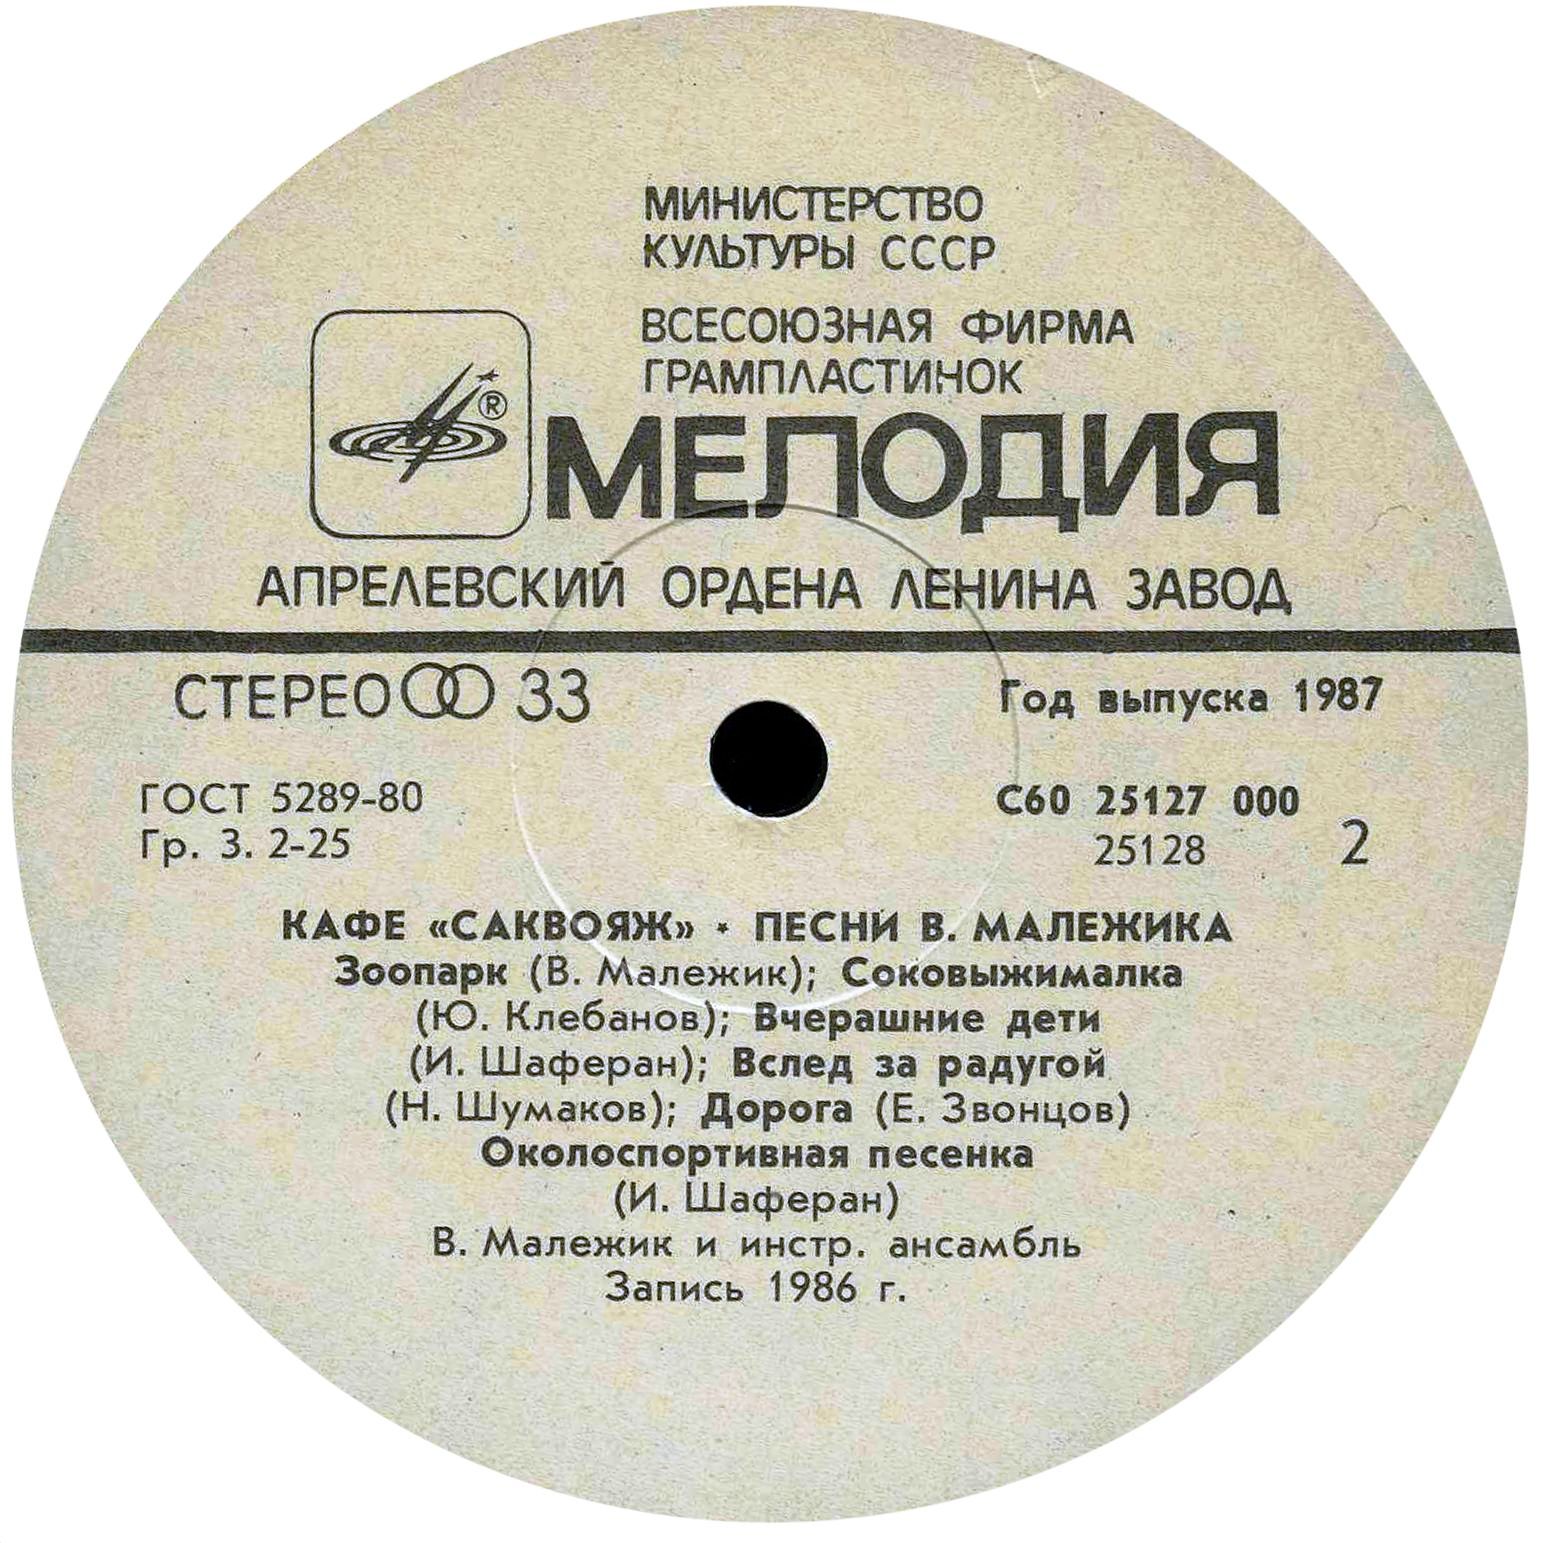 МИНИСТЕРСТВО
КУЛЬТУРЫ СССР
ВСЕСОЮЗНАЯ ФИРМА
ГРАМПЛАСТИНОК
®
МЕЛОДИЯ
АПРЕЛЕВСКИЙ ОРДЕНА ЛЕНИНА ЗАВОД
СТЕРЕО 33
Год выпуска 1987
ГОСТ 5289-80
Гр. 3. 2-25
С60 25127 000
25128
2
КАФЕ «САКВОЯЖ» · ПЕСНИ В. МАЛЕЖИКА
Зоопарк (В. Малежик); Соковыжималка
(Ю. Клебанов); Вчерашние дети
(И. Шаферан); Вслед за радугой
(Н. Шумаков); Дорога (Е. Звонцов)
Околоспортивная песенка
(И. Шаферан)
В. Малежик и инстр. ансамбль
Запись 1986 г.